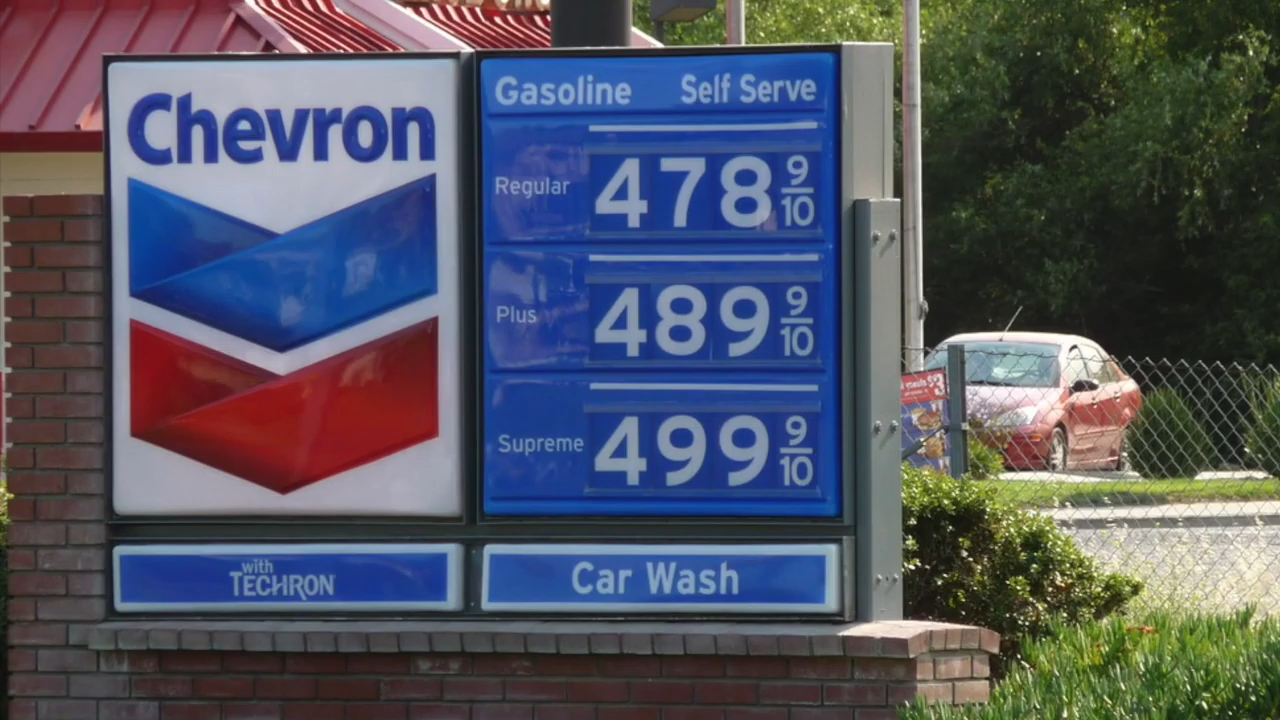 Chevron
with
TECHRON
Gasoline Self Serve
Regular 478 9/10
Plus 489 9/10
Supreme 499 9/10
Car Wash
$3